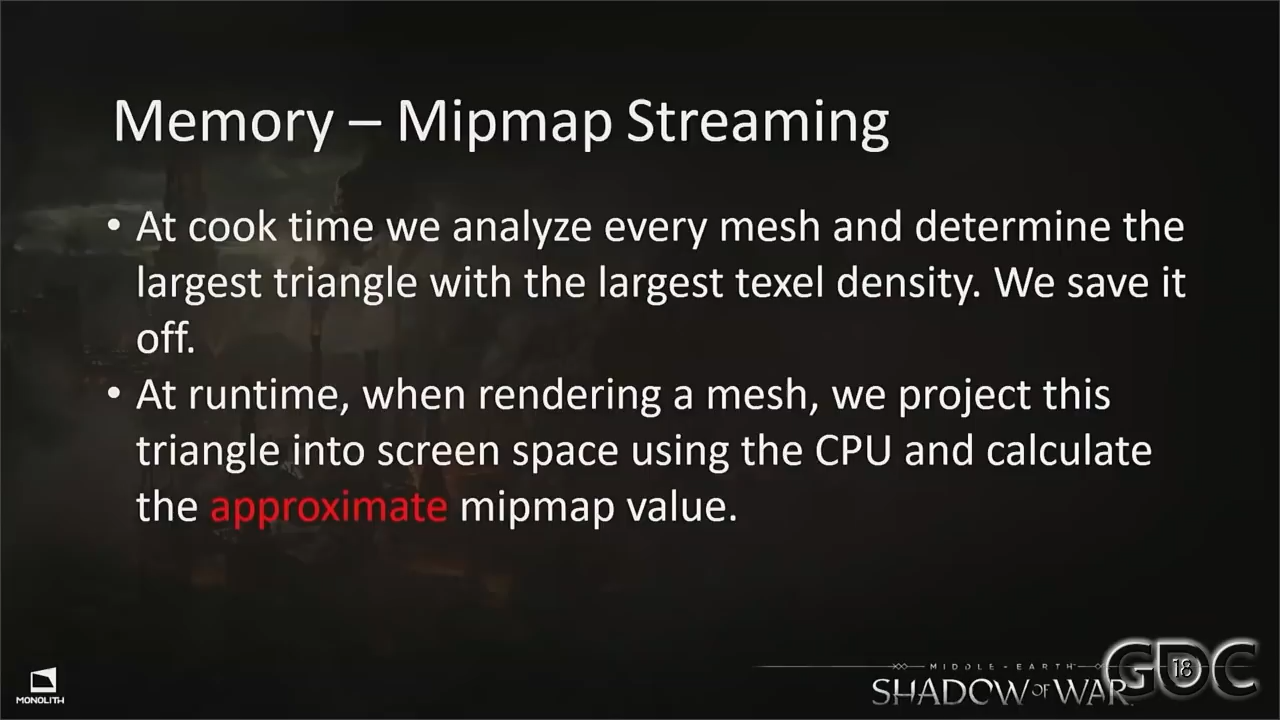 Memory – Mipmap Streaming
• At cook time we analyze every mesh and determine the
largest triangle with the largest texel density. We save it
off.
• At runtime, when rendering a mesh, we project this
triangle into screen space using the CPU and calculate
the approximate mipmap value.
MONOLITH
MIDDLE-EARTH
SHADOW OF WAR
GDC
18